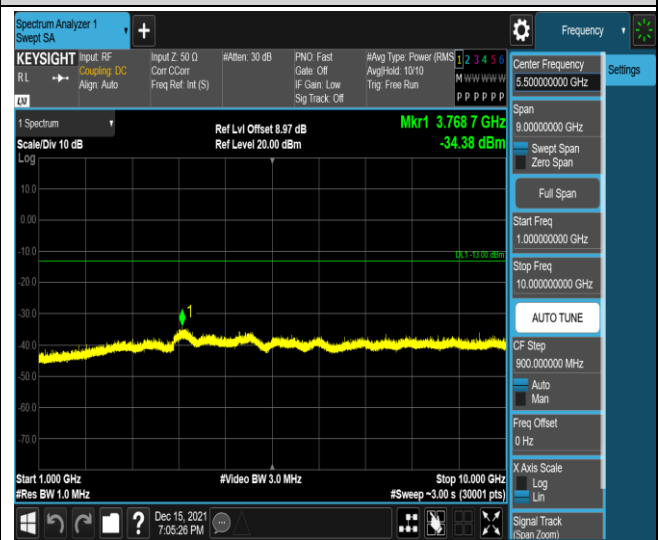 Spectrum Analyzer 1
Swept SA
Frequency
KEYSIGHT
RL
LXI
Input: RF
Coupling: DC
Align: Auto
Input Z: 50 Ω
Corr CCorr
Freq Ref: Int (S)
#Atten: 30 dB
PNO: Fast
Gate: Off
IF Gain: Low
Sig Track: Off
#Avg Type: Power (RMS
Avg|Hold: 10/10
Trig: Free Run
1 2 3 4 5 6
M W W W W W
P P P P P P
1 Spectrum
Scale/Div 10 dB
Log
Ref Lvl Offset 8.97 dB
Ref Level 20.00 dBm
Mkr1 3.768 7 GHz
-34.38 dBm
10.0
0.00
-10.0
-20.0
-30.0
-40.0
-50.0
-60.0
-70.0
DL1 -13.00 dBm
1
Start 1.000 GHz
#Res BW 1.0 MHz
#Video BW 3.0 MHz
Stop 10.000 GHz
#Sweep ~3.00 s (30001 pts)
Dec 15, 2021
7:05:26 PM
?
Center Frequency
5.500000000 GHz
Settings
Span
9.00000000 GHz
Swept Span
Zero Span
Full Span
Start Freq
1.000000000 GHz
Stop Freq
10.000000000 GHz
AUTO TUNE
CF Step
900.000000 MHz
Auto
Man
Freq Offset
0 Hz
X Axis Scale
Log
Lin
Signal Track
(Span Zoom)